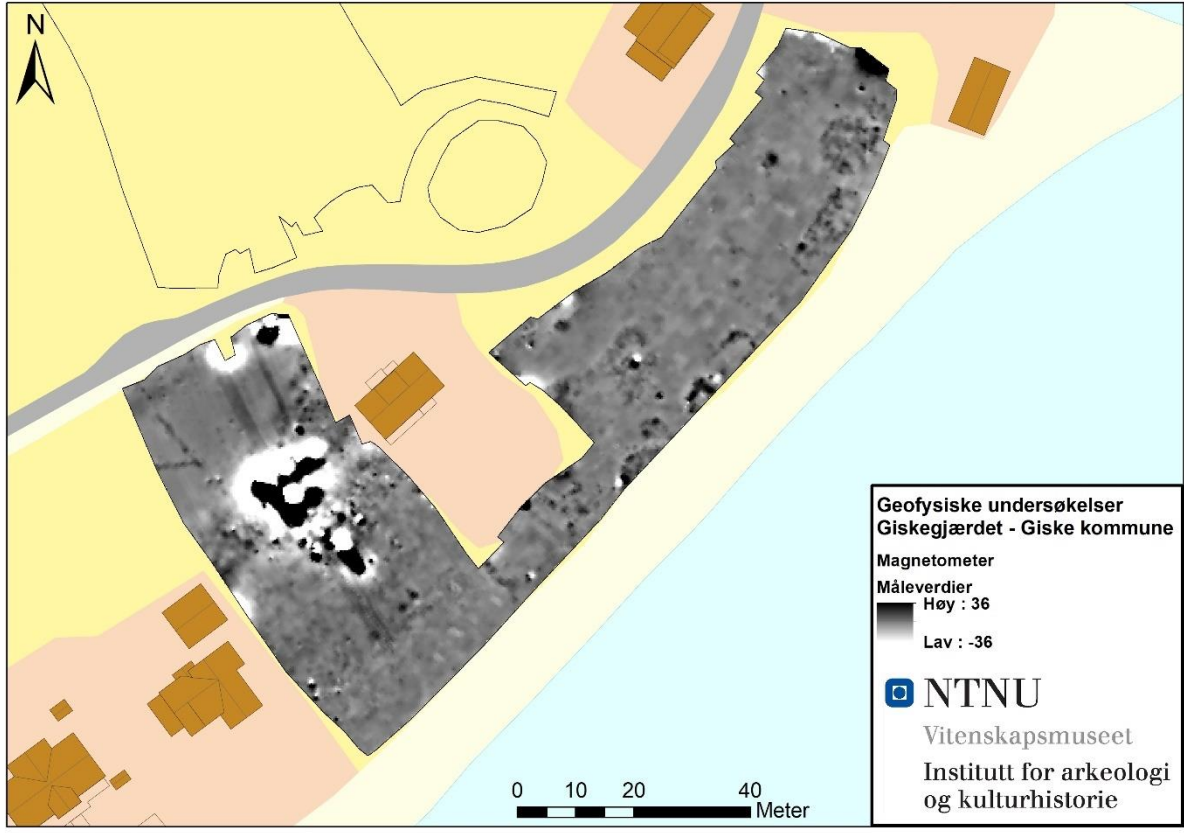 N
Geofysiske undersøkelser
Giskegjærdet - Giske kommune
Magnetometer
Måleverdier
Høy : 36
Lav : -36
NTNU
Vitenskapsmuseet
Institutt for arkeologi
og kulturhistorie
0 10 20 40
Meter